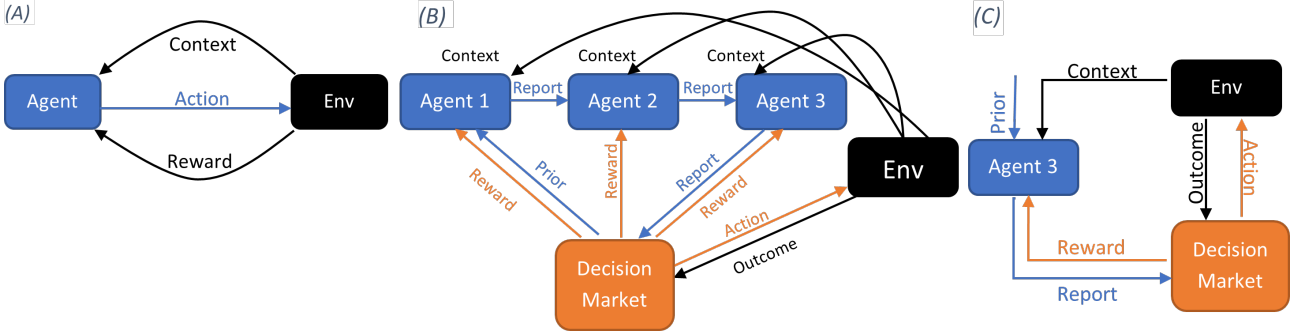 (A)
Context
Agent
Action
Env
Reward
(B)
Context
Context
Context
Agent 1
Report
Agent 2
Report
Agent 3
Env
Prior
Reward
Reward
Report
Reward
Action
Outcome
Decision
Market
(C)
Context
Env
Prior
Agent 3
Outcome
Action
Reward
Report
Decision
Market